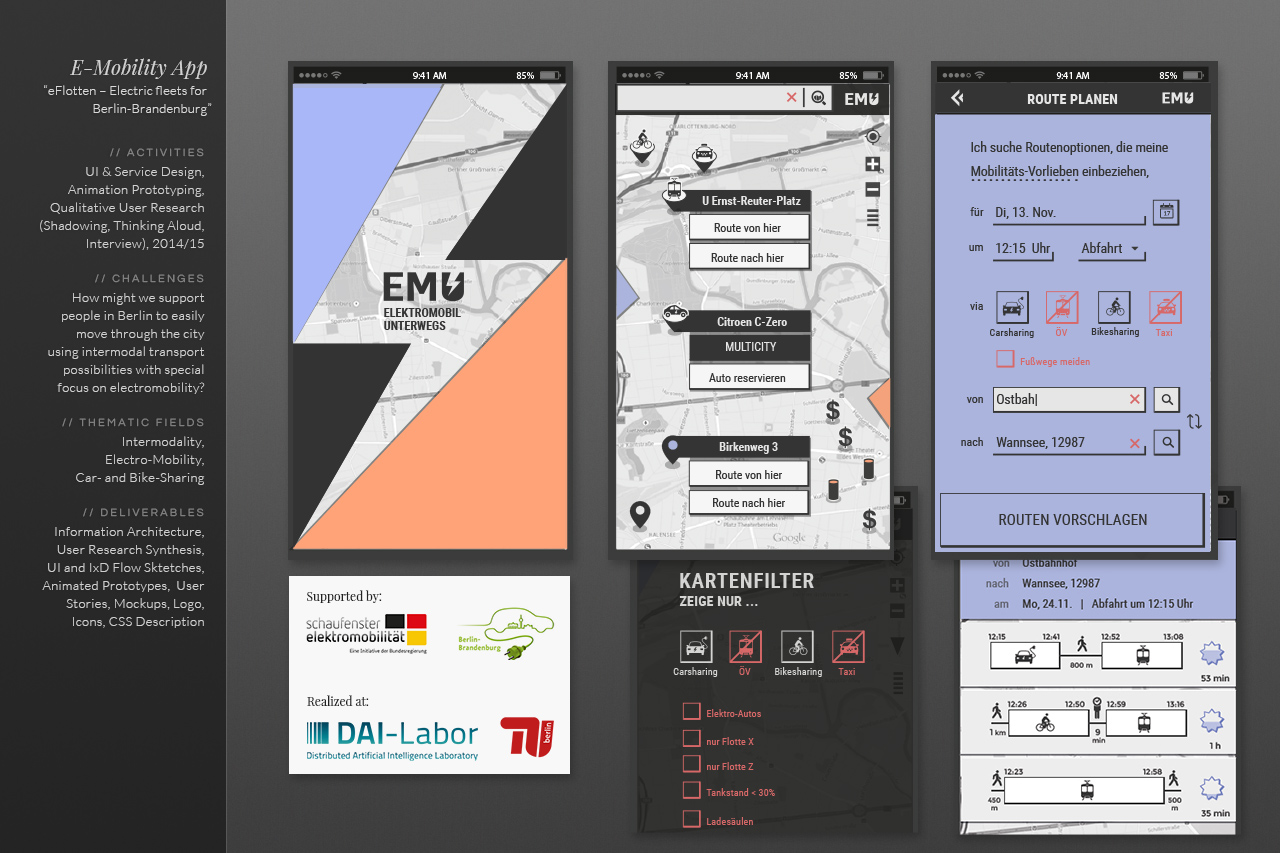 E-Mobility App
"eFlotten – Electric fleets for
Berlin-Brandenburg"
// ACTIVITIES
UI & Service Design,
Animation Prototyping,
Qualitative User Research
(Shadowing, Thinking Aloud,
Interview), 2014/15
// CHALLENGES
How might we support
people in Berlin to easily
move through the city
using intermodal transport
possibilities with special
focus on electromobility?
// THEMATIC FIELDS
Intermodality,
Electro-Mobility,
Car- and Bike-Sharing
// DELIVERABLES
Information Architecture,
User Research Synthesis,
UI and IxD Flow Sktetches,
Animated Prototypes, User
Stories, Mockups, Logo,
Icons, CSS Description
9:41 AM 85%
EMU
ELEKTROMOBIL
UNTERWEGS
Supported by:
schaufenster
elektromobilität
Eine Initiative der Bundesregierung
Berlin-
Brandenburg
Realized at:
DAI-Labor
Distributed Artificial Intelligence Laboratory
TU berlin
9:41 AM 85%
EMU
CHARLOTTENBURG-NORD
Berliner Großmarkt
U Ernst-Reuter-Platz
Route von hier
Route nach hier
Citroen C-Zero
MULTICITY
Auto reservieren
$
$
Birkenweg 3
Route von hier
Route nach hier
$
HALENSEE
Google
KARTENFILTER
ZEIGE NUR ...
Carsharing ÖV Bikesharing Taxi
Elektro-Autos
nur Flotte X
nur Flotte Z
Tankstand < 30%
Ladesäulen
9:41 AM 85%
ROUTE PLANEN EMU
Ich suche Routenoptionen, die meine
Mobilitäts-Vorlieben einbeziehen,
für Di, 13. Nov. 17
um 12:15 Uhr Abfahrt
via
Carsharing ÖV Bikesharing Taxi
Fußwege meiden
von Ostbah|
nach Wannsee, 12987
ROUTEN VORSCHLAGEN
von Ostbahnhof
nach Wannsee, 12987
am Mo, 24.11. | Abfahrt um 12:15 Uhr
12:15 12:41 12:52 13:08
800 m
53 min
12:26 12:50 12:59 13:16
1 km 9
min
1 h
12:23 12:58
450
m
500
m
35 min